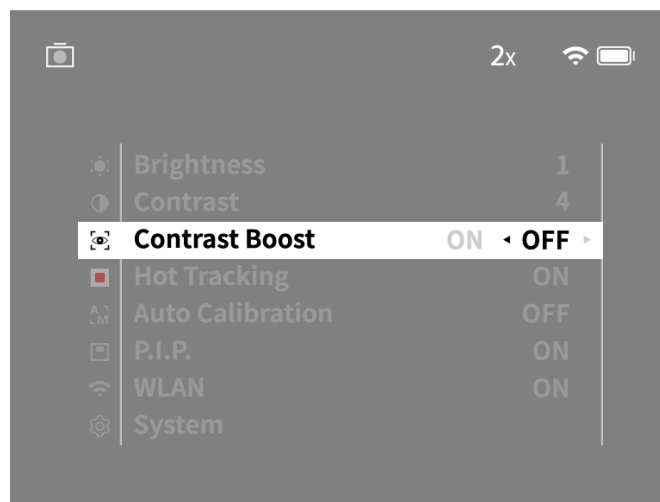 2x
Brightness 1
Contrast 4
Contrast Boost ON OFF
Hot Tracking ON
Auto Calibration OFF
P.I.P. ON
WLAN ON
System